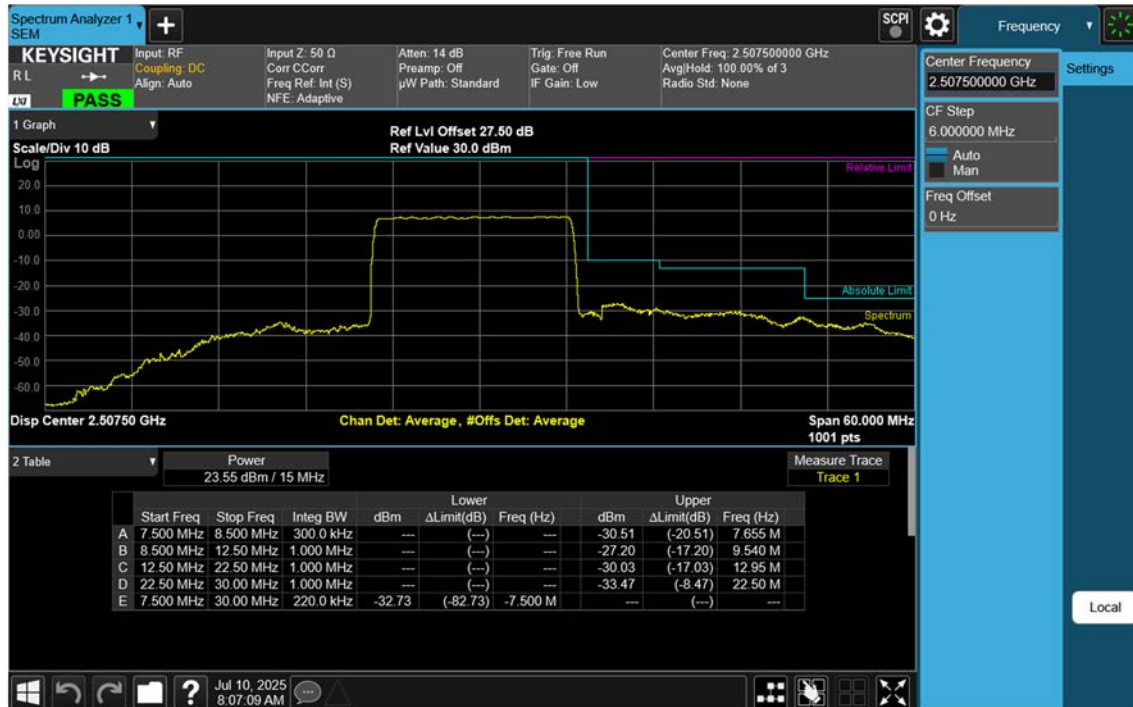 Spectrum Analyzer 1
SEM
SCPI
Frequency
KEYSIGHT
R L
LXI
PASS
Input: RF
Coupling: DC
Align: Auto
Input Z: 50 Ω
Corr CCorr
Freq Ref: Int (S)
NFE: Adaptive
Atten: 14 dB
Preamp: Off
µW Path: Standard
Trig: Free Run
Gate: Off
IF Gain: Low
Center Freq: 2.507500000 GHz
Avg|Hold: 100.00% of 3
Radio Std: None
Center Frequency
2.507500000 GHz
Settings
CF Step
6.000000 MHz
Auto
Man
Freq Offset
0 Hz
Local
1 Graph
Scale/Div 10 dB
Ref Lvl Offset 27.50 dB
Ref Value 30.0 dBm
Log
20.0
10.0
0.00
-10.0
-20.0
-30.0
-40.0
-50.0
-60.0
Relative Limit
Absolute Limit
Spectrum
Disp Center 2.50750 GHz
Chan Det: Average, #Offs Det: Average
Span 60.000 MHz
1001 pts
2 Table
Power
23.55 dBm / 15 MHz
Measure Trace
Trace 1
Lower Upper
Start Freq Stop Freq Integ BW dBm ΔLimit(dB) Freq (Hz) dBm ΔLimit(dB) Freq (Hz)
A 7.500 MHz 8.500 MHz 300.0 kHz --- (---) --- -30.51 (-20.51) 7.655 M
B 8.500 MHz 12.50 MHz 1.000 MHz --- (---) --- -27.20 (-17.20) 9.540 M
C 12.50 MHz 22.50 MHz 1.000 MHz --- (---) --- -30.03 (-17.03) 12.95 M
D 22.50 MHz 30.00 MHz 1.000 MHz --- (---) --- -33.47 (-8.47) 22.50 M
E 7.500 MHz 30.00 MHz 220.0 kHz -32.73 (-82.73) -7.500 M --- (---) ---
Jul 10, 2025
8:07:09 AM